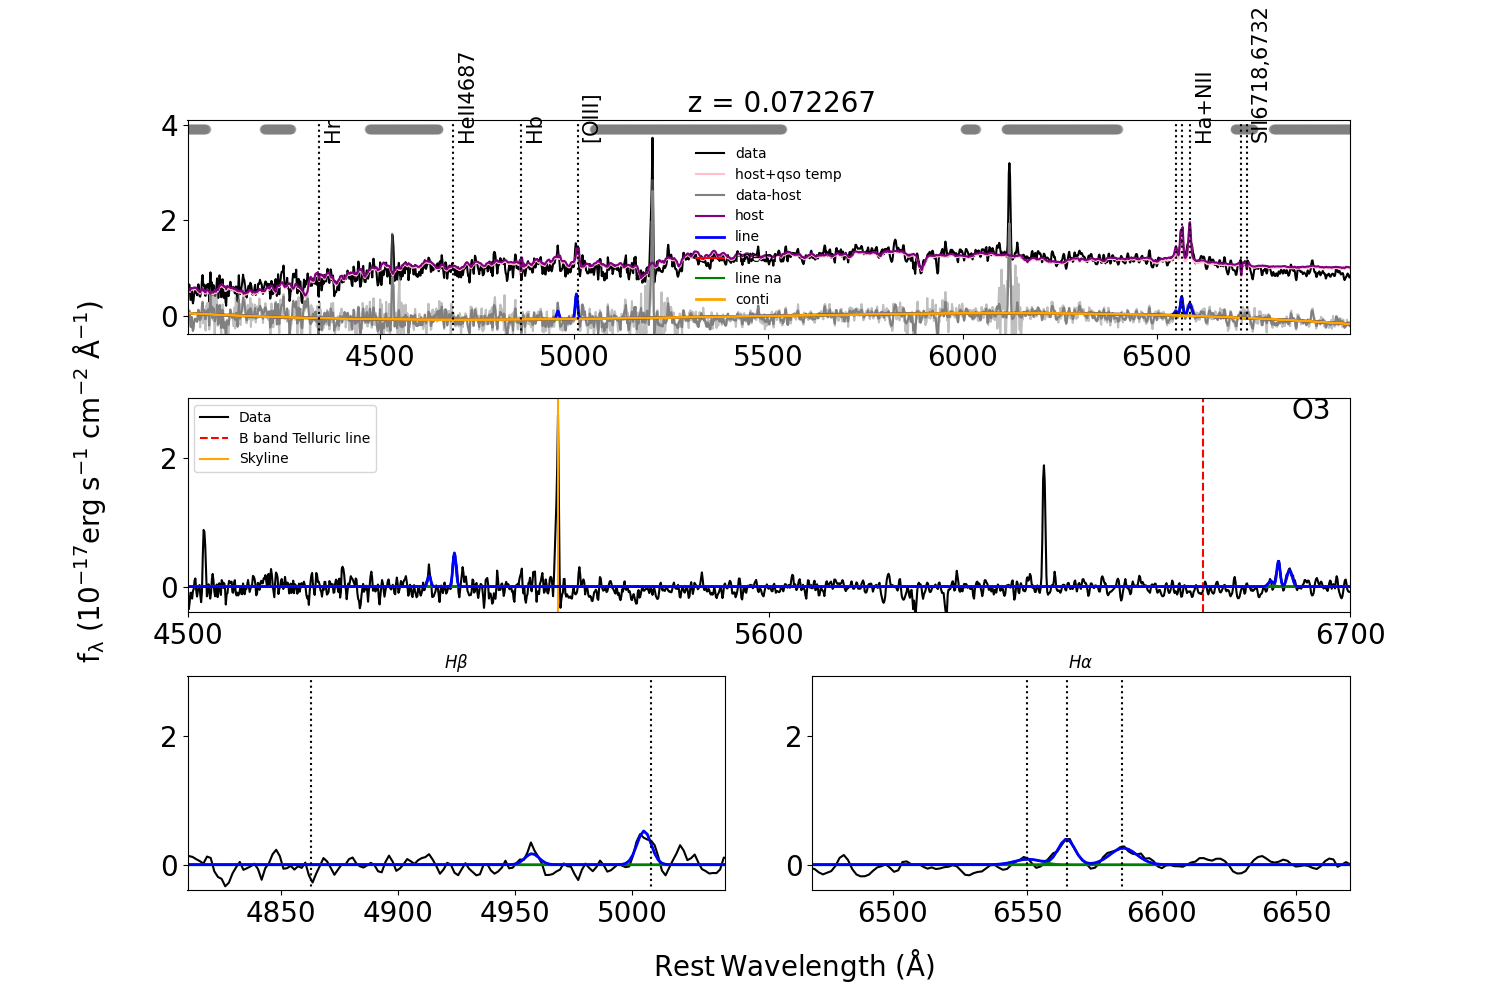 z = 0.072267
Hr
HeII4687
Hb
[OIII]
Ha+NII
SII6718,6732
4
2
0
data
host+qso temp
data-host
host
line
line na
conti
4500
5000
5500
6000
6500
fλ (10⁻¹⁷erg s⁻¹ cm⁻² Å⁻¹)
Data
B band Telluric line
Skyline
O3
2
0
4500
5600
6700
Hβ
2
0
4850
4900
4950
5000
Hα
2
0
6500
6550
6600
6650
Rest Wavelength (Å)